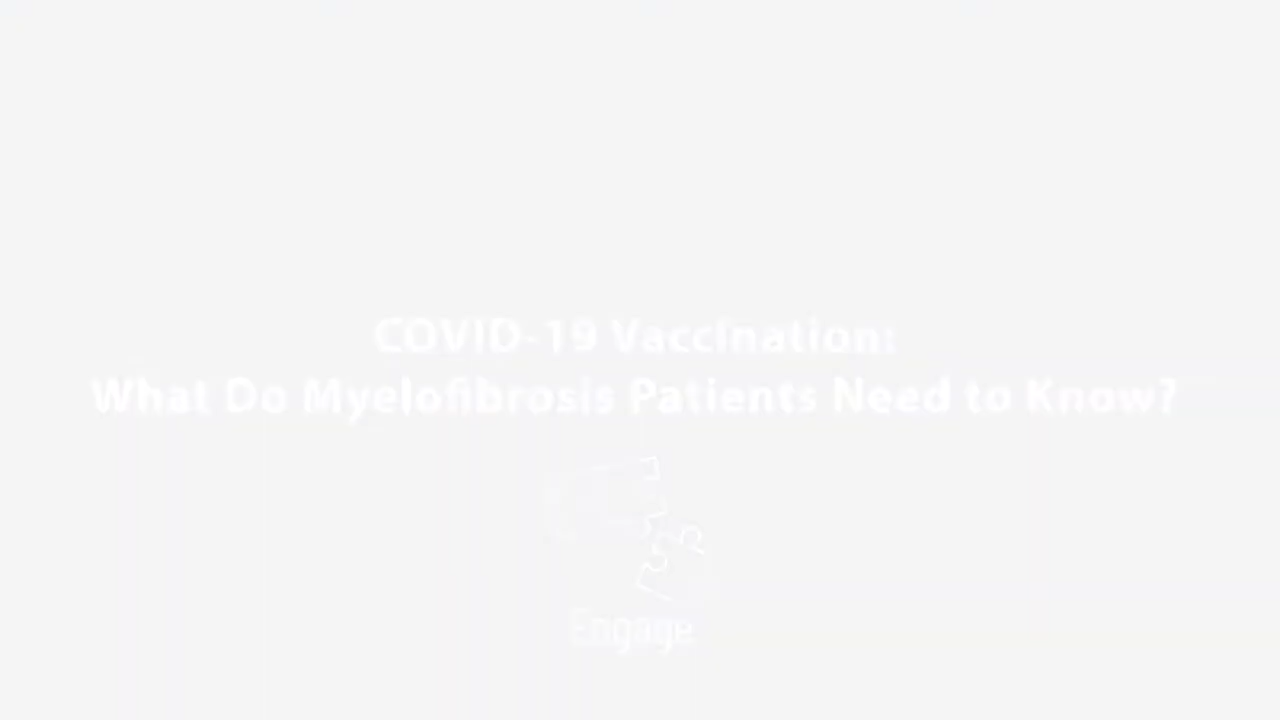 COVID-19 Vaccination:
What Do Myelofibrosis Patients Need to Know?
Engage